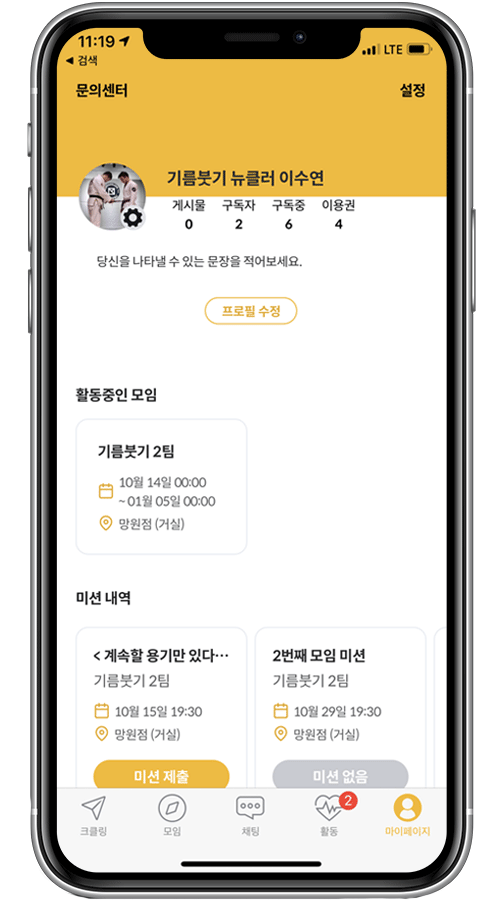 11:19
LTE
◀ 검색
문의센터
설정
기름붓기 뉴클러 이수연
게시물 구독자 구독중 이용권
0 2 6 4
당신을 나타낼 수 있는 문장을 적어보세요.
프로필 수정
활동중인 모임
기름붓기 2팀
10월 14일 00:00
~ 01월 05일 00:00
망원점 (거실)
미션 내역
< 계속할 용기만 있다···
기름붓기 2팀
10월 15일 19:30
망원점 (거실)
미션 제출
2번째 모임 미션
기름붓기 2팀
10월 29일 19:30
망원점 (거실)
미션 없음
크클링
모임
채팅
2
활동
마이페이지